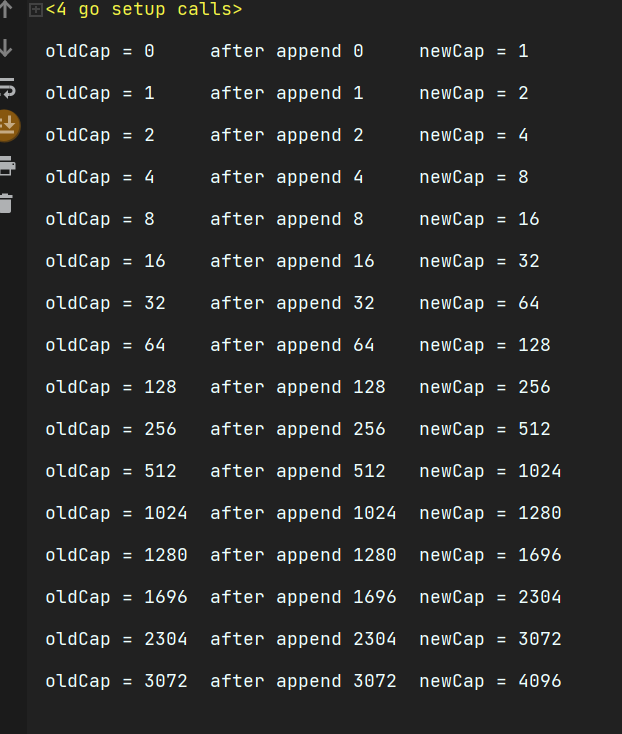 <4 go setup calls>
oldCap = 0     after append 0     newCap = 1
oldCap = 1     after append 1     newCap = 2
oldCap = 2     after append 2     newCap = 4
oldCap = 4     after append 4     newCap = 8
oldCap = 8     after append 8     newCap = 16
oldCap = 16    after append 16    newCap = 32
oldCap = 32    after append 32    newCap = 64
oldCap = 64    after append 64    newCap = 128
oldCap = 128   after append 128   newCap = 256
oldCap = 256   after append 256   newCap = 512
oldCap = 512   after append 512   newCap = 1024
oldCap = 1024  after append 1024  newCap = 1280
oldCap = 1280  after append 1280  newCap = 1696
oldCap = 1696  after append 1696  newCap = 2304
oldCap = 2304  after append 2304  newCap = 3072
oldCap = 3072  after append 3072  newCap = 4096